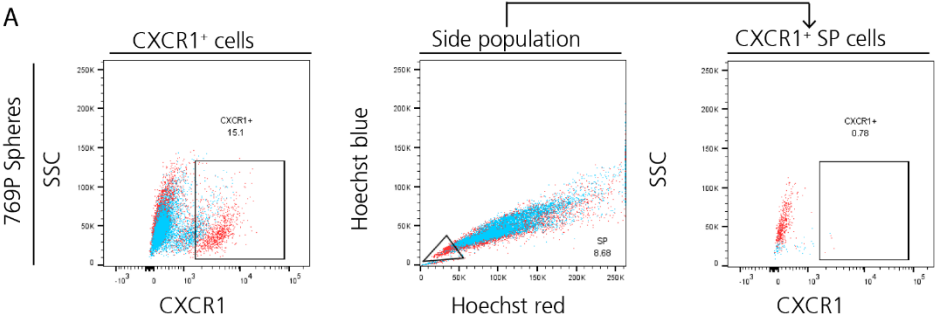 A
CXCR1+ cells
Side population
CXCR1+ SP cells
769P Spheres
SSC
250K
200K
150K
100K
50K
0
CXCR1+
15.1
-10³ 0 10³ 10⁴ 10⁵
CXCR1
Hoechst blue
250K
200K
150K
100K
50K
0
SP
8.68
0 50K 100K 150K 200K 250K
Hoechst red
SSC
250K
200K
150K
100K
50K
0
CXCR1+
0.78
-10³ 0 10³ 10⁴ 10⁵
CXCR1